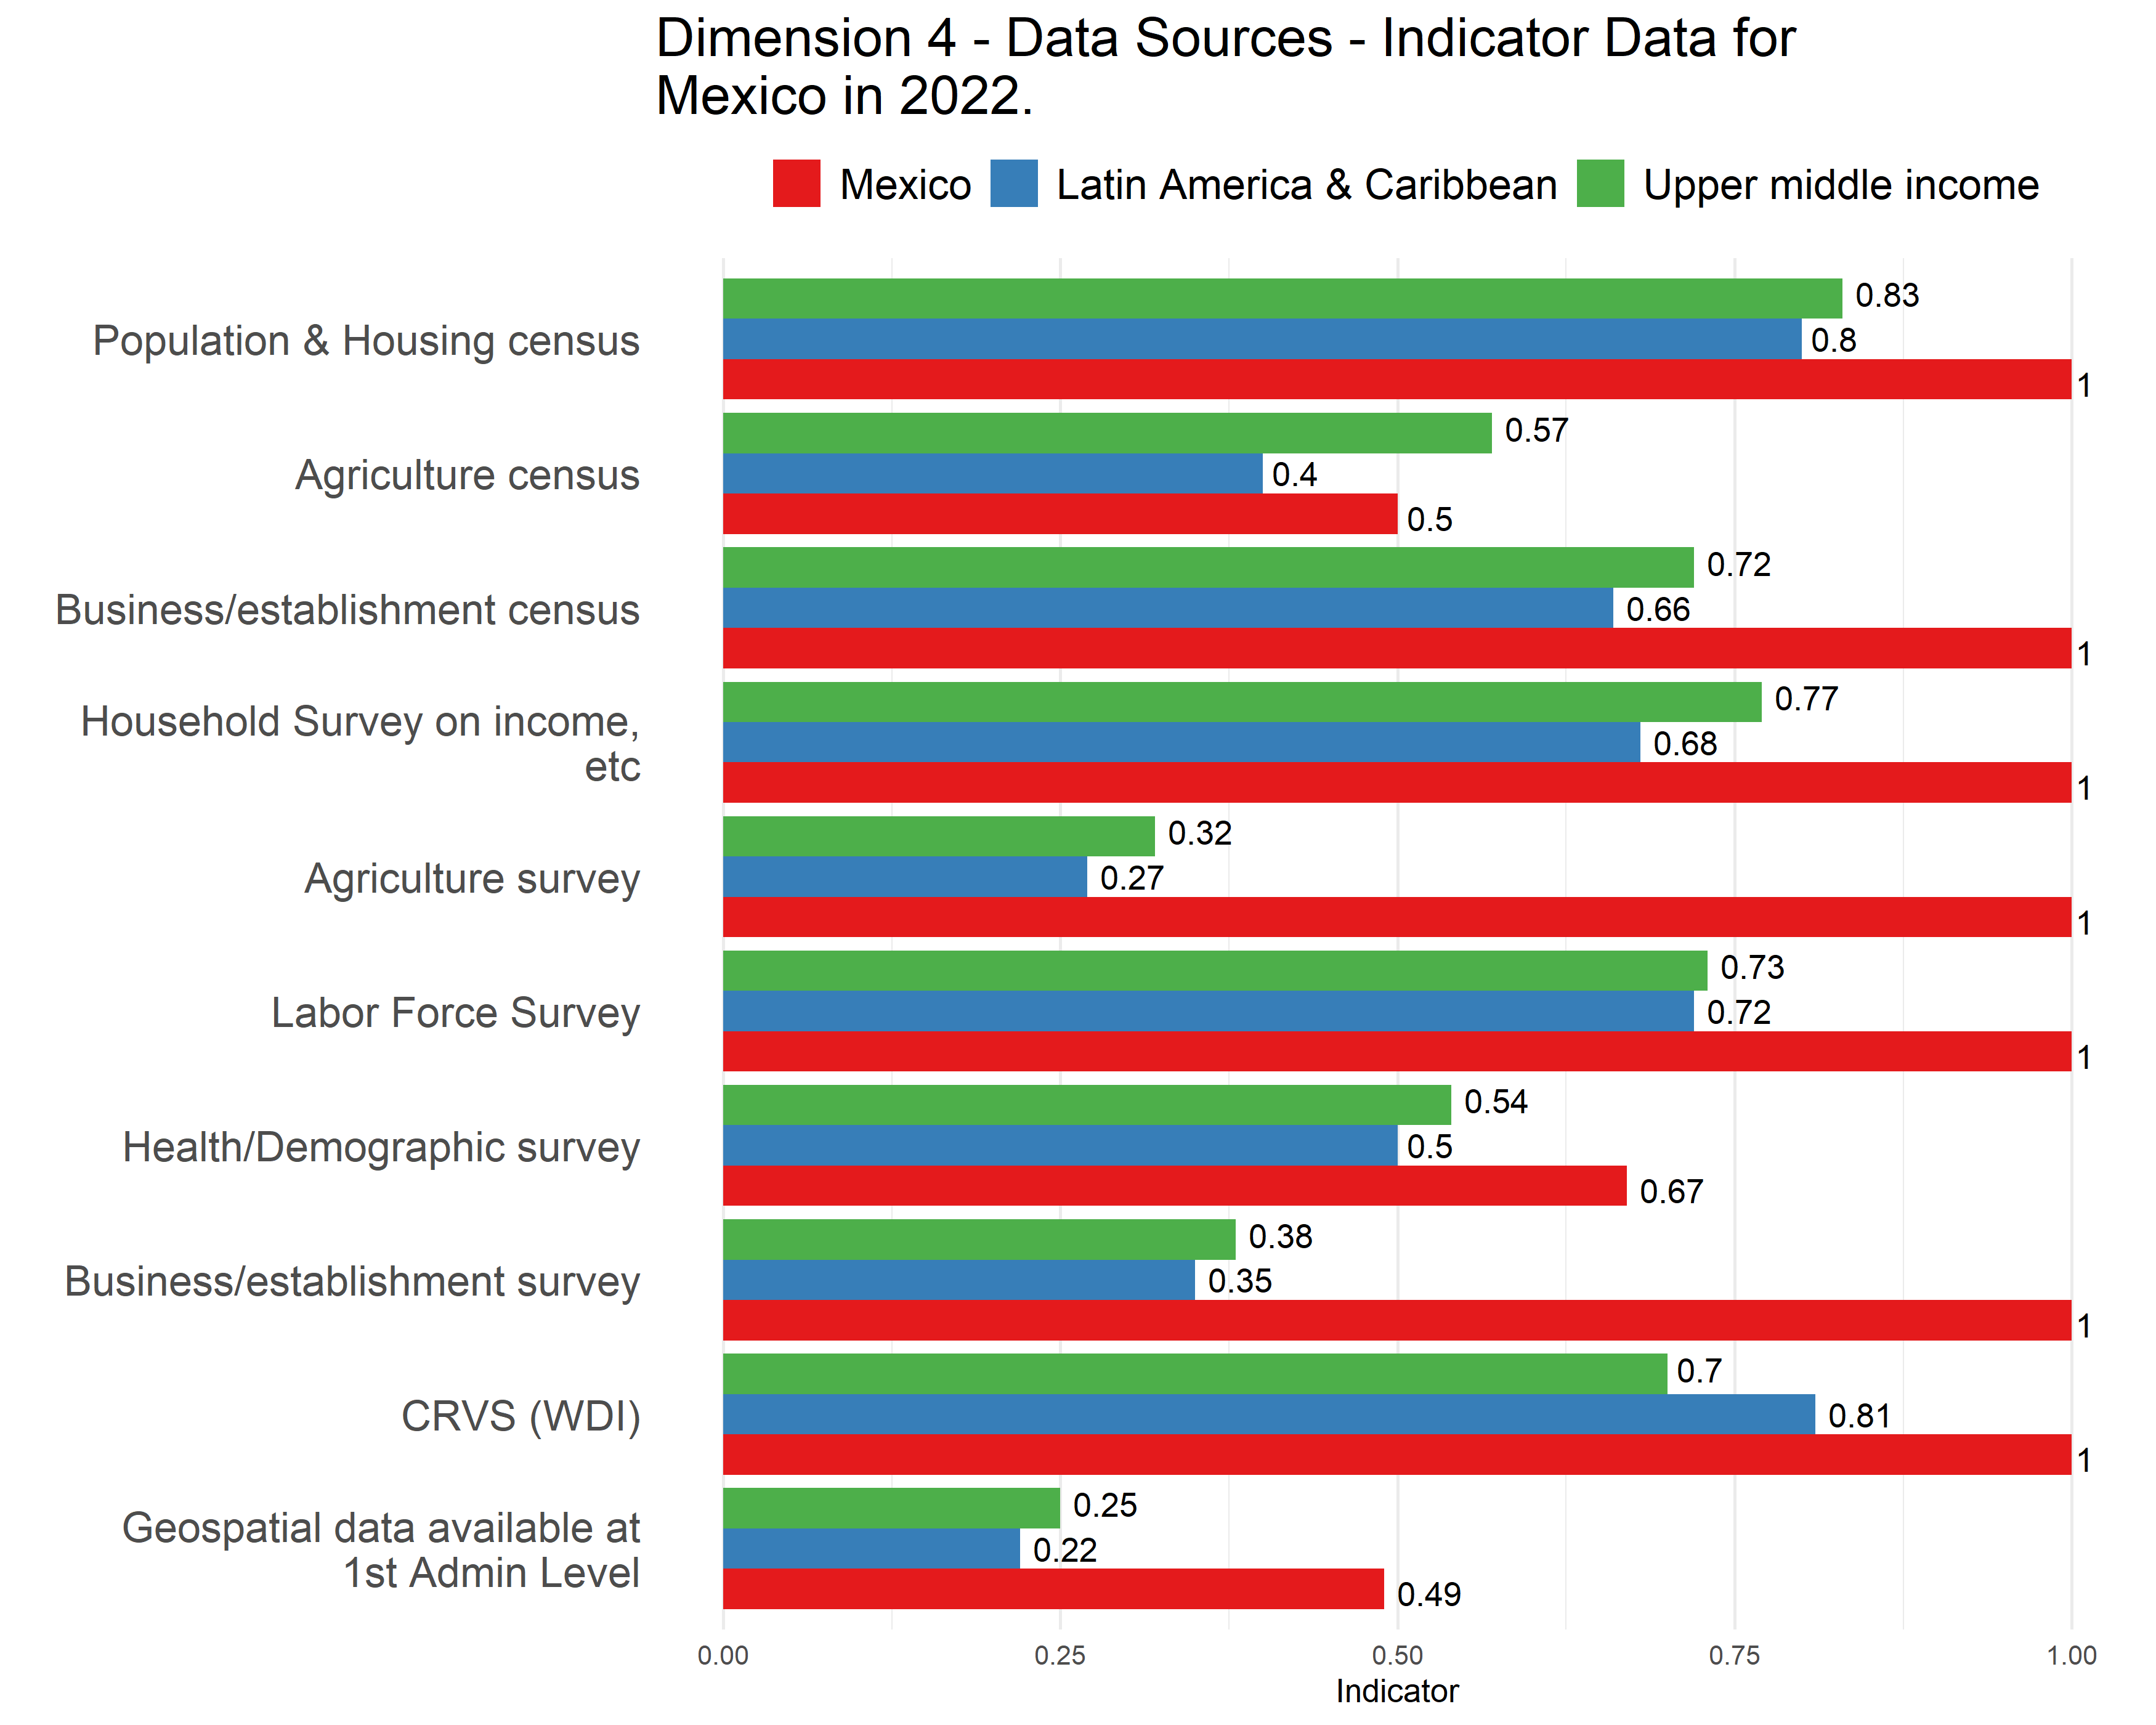 Dimension 4 - Data Sources - Indicator Data for
Mexico in 2022.
Mexico Latin America & Caribbean Upper middle income
Population & Housing census
0.83
0.8
1
Agriculture census
0.57
0.4
0.5
Business/establishment census
0.72
0.66
1
Household Survey on income,
etc
0.77
0.68
1
Agriculture survey
0.32
0.27
1
Labor Force Survey
0.73
0.72
1
Health/Demographic survey
0.54
0.5
0.67
Business/establishment survey
0.38
0.35
1
CRVS (WDI)
0.7
0.81
1
Geospatial data available at
1st Admin Level
0.25
0.22
0.49
0.00 0.25 0.50 0.75 1.00
Indicator